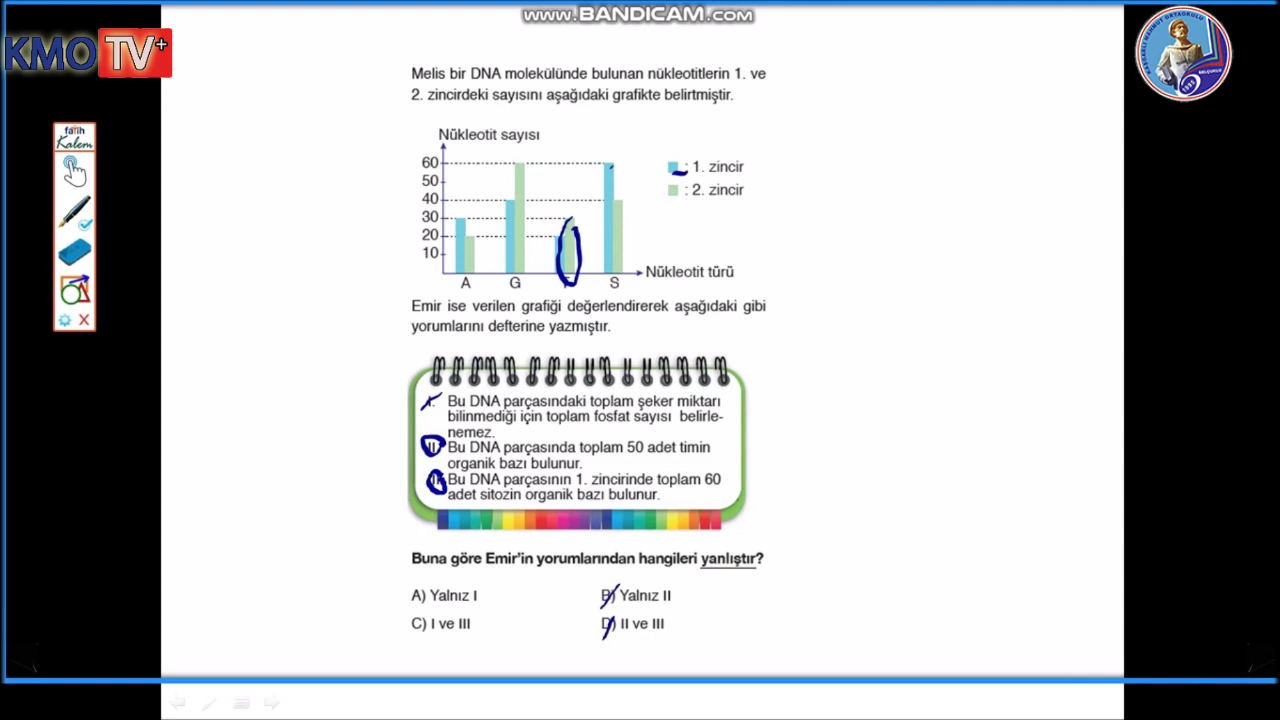 www.BANDICAM.com
KMO TV+
fatih
Kalem
Melis bir DNA molekülünde bulunan nükleotitlerin 1. ve
2. zincirdeki sayısını aşağıdaki grafikte belirtmiştir.
Nükleotit sayısı
60
50
40
30
20
10
: 1. zincir
: 2. zincir
A G S
Nükleotit türü
Emir ise verilen grafiği değerlendirerek aşağıdaki gibi
yorumlarını defterine yazmıştır.
I. Bu DNA parçasındaki toplam şeker miktarı
bilinmediği için toplam fosfat sayısı belirle-
nemez.
II. Bu DNA parçasında toplam 50 adet timin
organik bazı bulunur.
III. Bu DNA parçasının 1. zincirinde toplam 60
adet sitozin organik bazı bulunur.
Buna göre Emir'in yorumlarından hangileri yanlıştır?
A) Yalnız I
B) Yalnız II
C) I ve III
D) II ve III